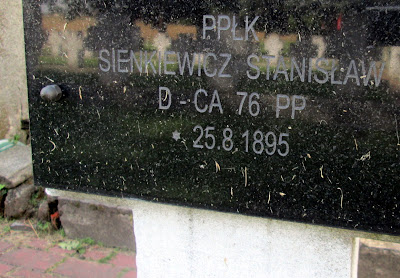 PPŁK
SIENKIEWICZ STANISŁAW
D-CA 76 PP
* 25.8.1895